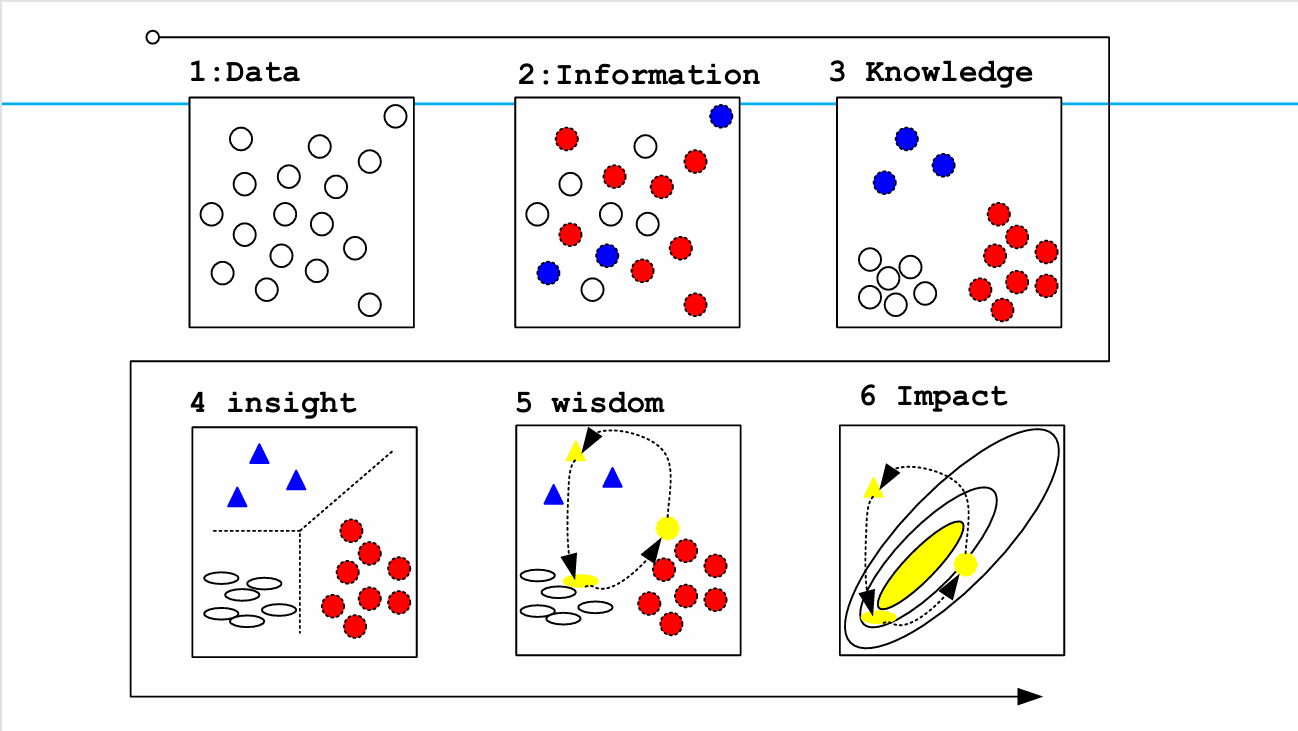 1:Data
2:Information
3 Knowledge
4 insight
5 wisdom
6 Impact